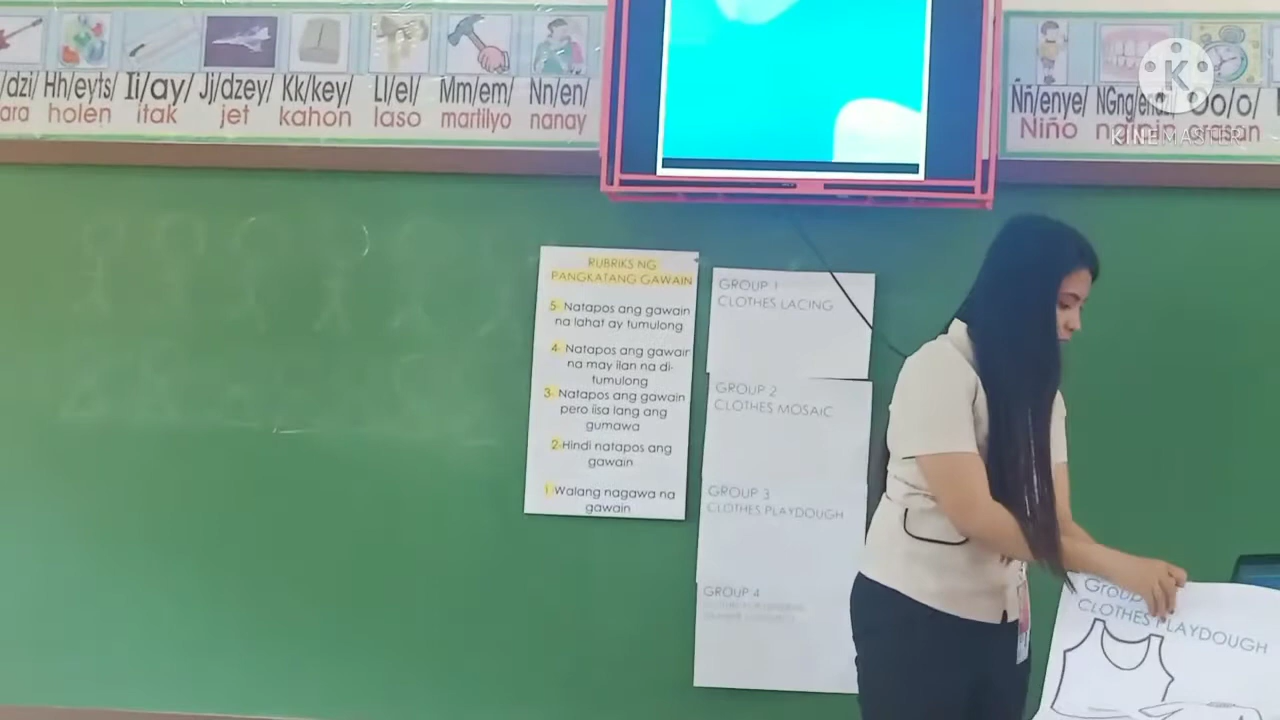 /dzi/ Hh/eyts/ Ii/ay/ Jj/dzey/ Kk/key/ Ll/el/ Mm/em/ Nn/en/
ara holen itak jet kahon laso martilyo nanay
Ññ/enye/ Oo/o/
Niño orasan
KINEMASTER
RUBRIKS NG
PANGKATANG GAWAIN
5- Natapos ang gawain
na lahat ay tumulong
4- Natapos ang gawain
na may ilan na di-
tumulong
3- Natapos ang gawain
pero iisa lang ang
gumawa
2-Hindi natapos ang
gawain
1-Walang nagawa na
gawain
GROUP 1
CLOTHES LACING
GROUP 2
CLOTHES MOSAIC
GROUP 3
CLOTHES PLAYDOUGH
GROUP 4
Group
CLOTHES PLAYDOUGH